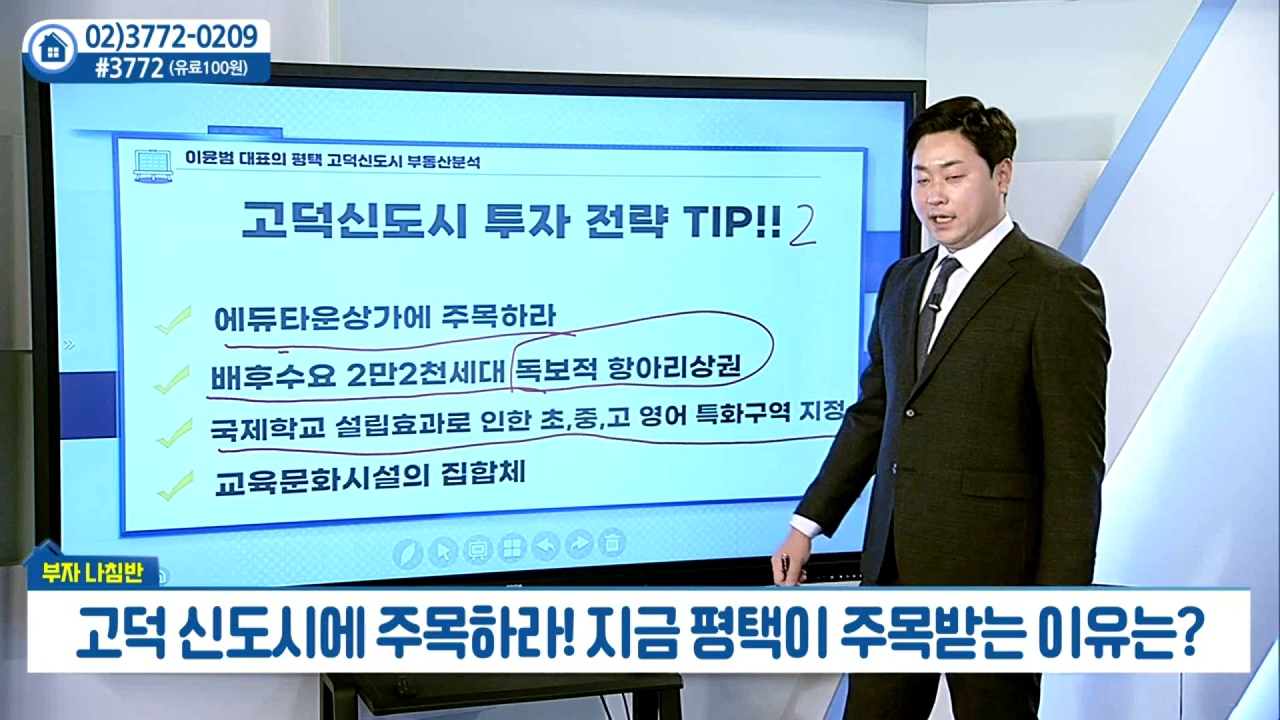 02)3772-0209
#3772 (유료100원)
이윤범 대표의 평택 고덕신도시 부동산분석
고덕신도시 투자 전략 TIP!! 2
에듀타운상가에 주목하라
배후수요 2만2천세대 독보적 항아리상권
국제학교 설립효과로 인한 초,중,고 영어 특화구역 지정
교육문화시설의 집합체
부자 나침반
고덕 신도시에 주목하라! 지금 평택이 주목받는 이유는?